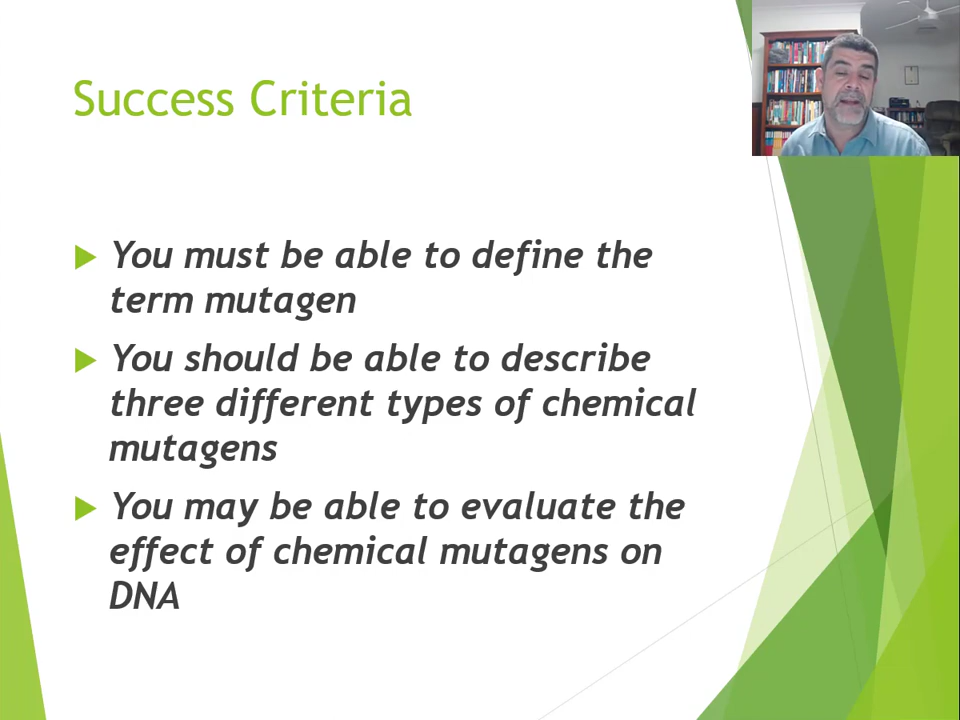 Success Criteria
You must be able to define the
term mutagen
You should be able to describe
three different types of chemical
mutagens
You may be able to evaluate the
effect of chemical mutagens on
DNA